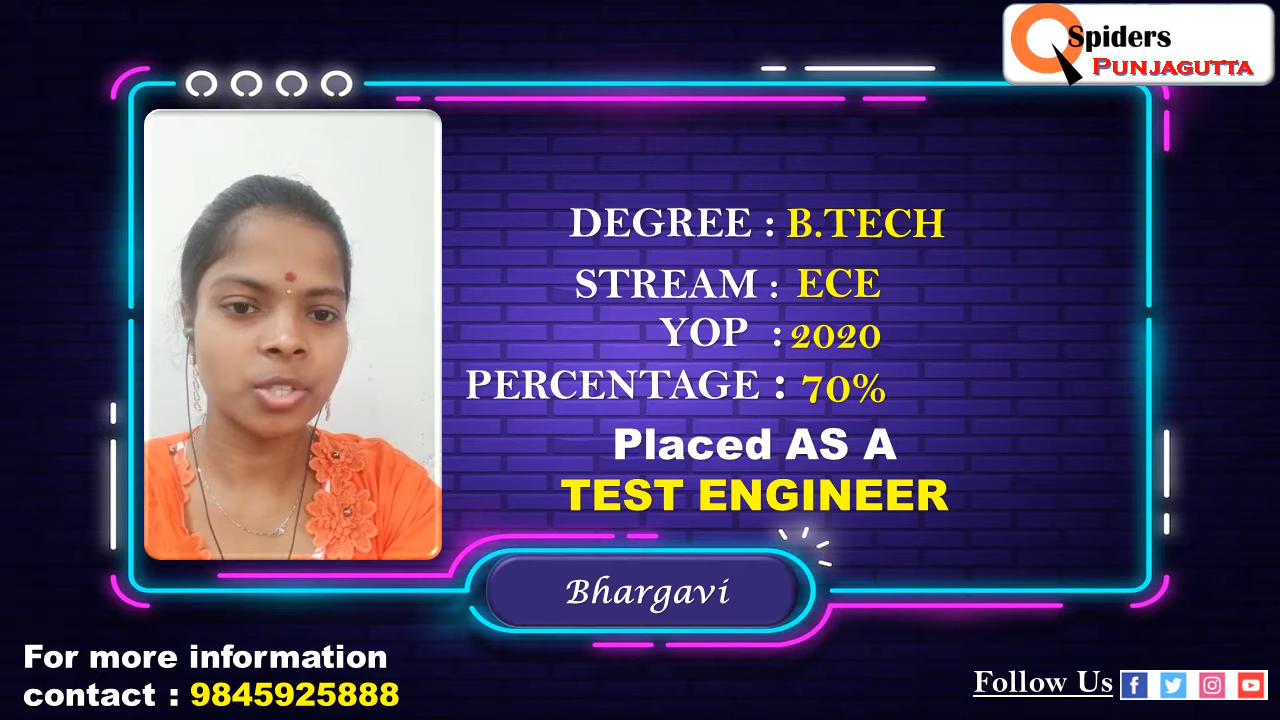 Spiders
PUNJAGUTTA
DEGREE : B.TECH
STREAM : ECE
YOP : 2020
PERCENTAGE : 70%
Placed AS A
TEST ENGINEER
Bhargavi
For more information
contact : 9845925888
Follow Us